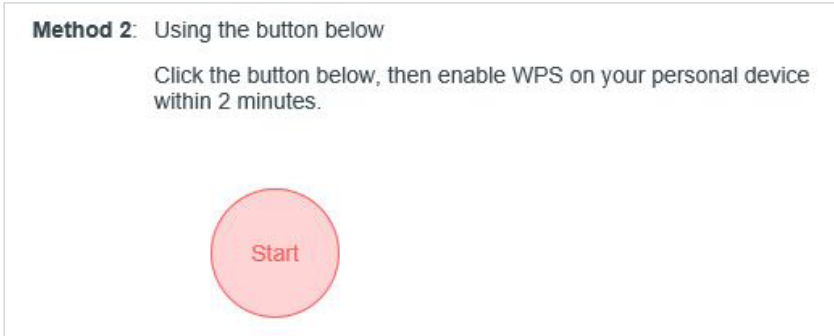 Method 2: Using the button below
Click the button below, then enable WPS on your personal device
within 2 minutes.
Start